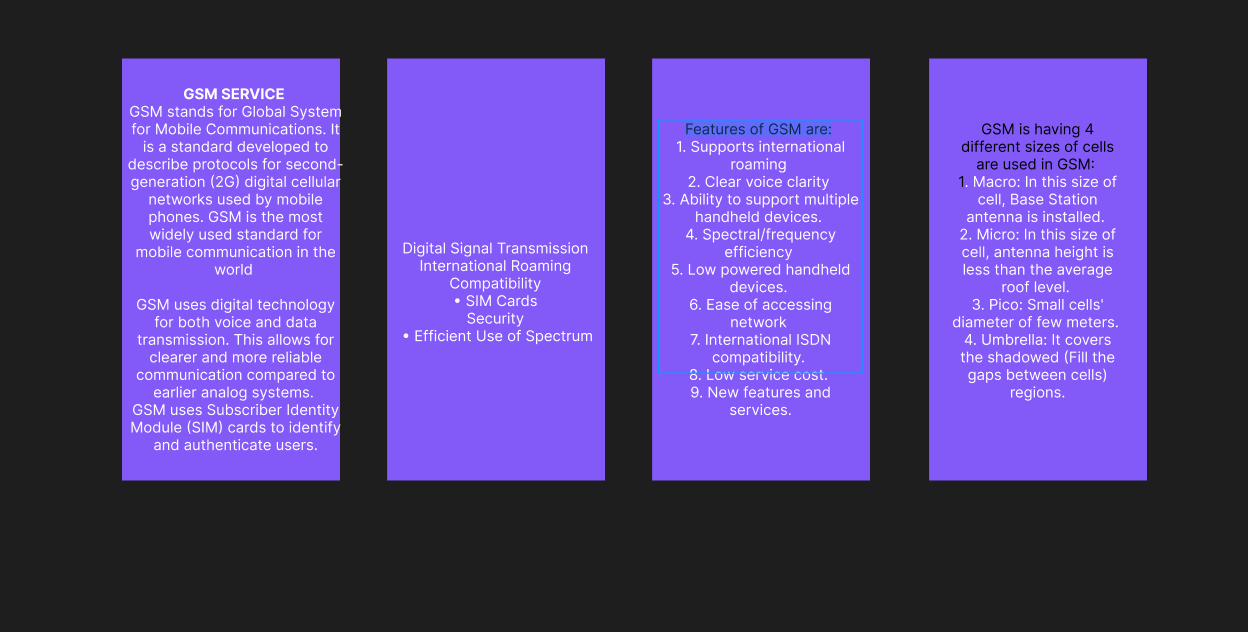 GSM SERVICE
GSM stands for Global System
for Mobile Communications. It
is a standard developed to
describe protocols for second-
generation (2G) digital cellular
networks used by mobile
phones. GSM is the most
widely used standard for
mobile communication in the
world
GSM uses digital technology
for both voice and data
transmission. This allows for
clearer and more reliable
communication compared to
earlier analog systems.
GSM uses Subscriber Identity
Module (SIM) cards to identify
and authenticate users.
Digital Signal Transmission
International Roaming
Compatibility
• SIM Cards
Security
• Efficient Use of Spectrum
Features of GSM are:
1. Supports international
roaming
2. Clear voice clarity
3. Ability to support multiple
handheld devices.
4. Spectral/frequency
efficiency
5. Low powered handheld
devices.
6. Ease of accessing
network
7. International ISDN
compatibility.
8. Low service cost.
9. New features and
services.
GSM is having 4
different sizes of cells
are used in GSM:
1. Macro: In this size of
cell, Base Station
antenna is installed.
2. Micro: In this size of
cell, antenna height is
less than the average
roof level.
3. Pico: Small cells'
diameter of few meters.
4. Umbrella: It covers
the shadowed (Fill the
gaps between cells)
regions.